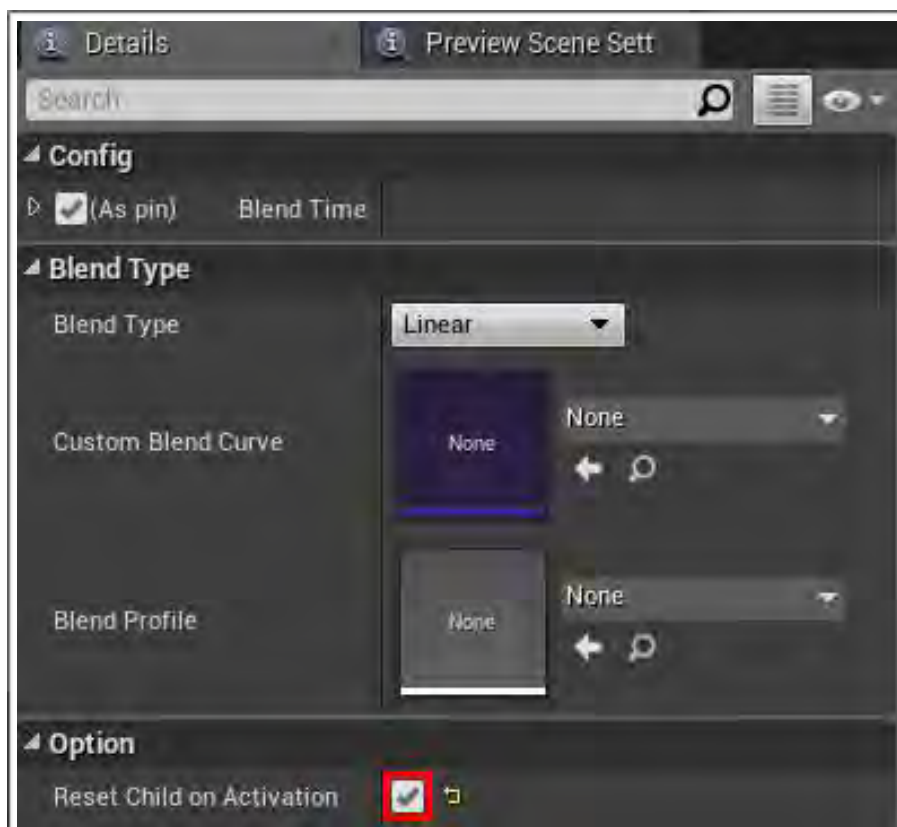 Details
Preview Scene Sett
Search
Config
(As pin) Blend Time
Blend Type
Blend Type Linear
Custom Blend Curve None None
Blend Profile None None
Option
Reset Child on Activation